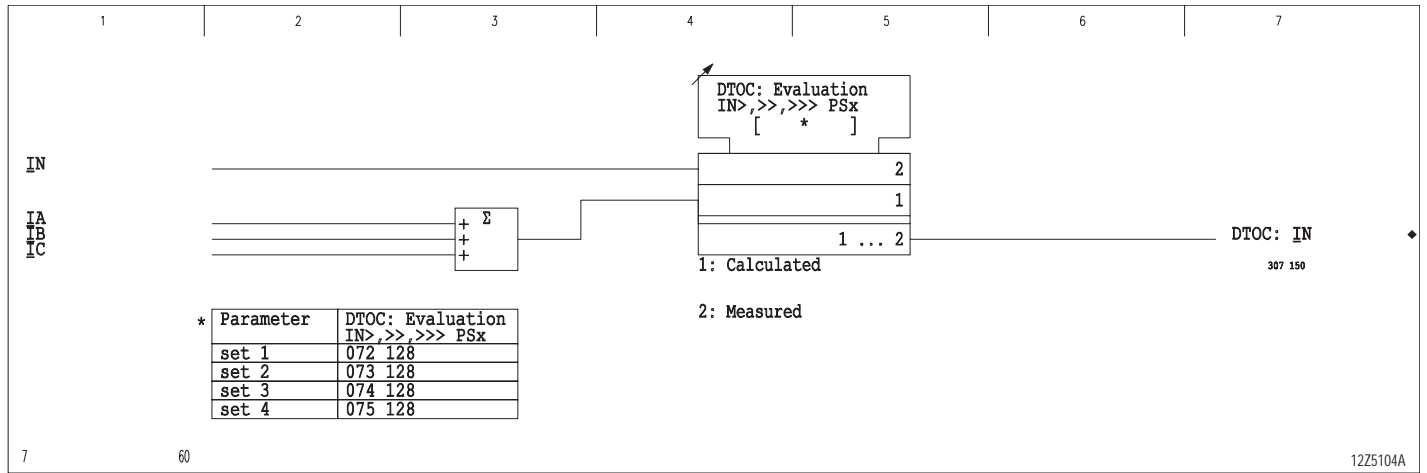 1 2 3 4 5 6 7
DTOC: Evaluation
IN>,>>,>>> PSx
[ * ]
IN
2
1
IA
IB
IC
+ Σ
+
+
1 ... 2
DTOC: IN
307 150
1: Calculated
2: Measured
* Parameter DTOC: Evaluation
IN>,>>,>>> PSx
set 1 072 128
set 2 073 128
set 3 074 128
set 4 075 128
7 60
12Z5104A